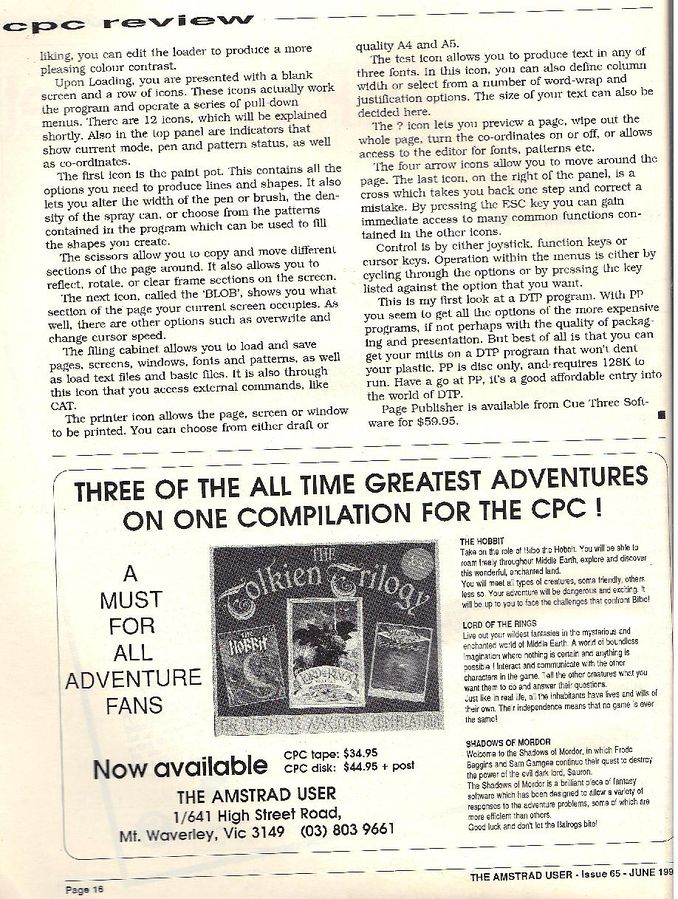 cpc review
liking, you can edit the loader to produce a more
pleasing colour contrast.
Upon Loading, you are presented with a blank
screen and a row of icons. These icons actually work
the program and operate a series of pull-down
menus. There are 12 icons, which will be explained
shortly. Also in the top panel are indicators that
show current mode, pen and pattern status, as well
as co-ordinates.
The first icon is the paint pot. This contains all the
options you need to produce lines and shapes. It also
lets you alter the width of the pen or brush, the den-
sity of the spray can, or choose from the patterns
contained in the program which can be used to fill
the shapes you create.
The scissors allow you to copy and move different
sections of the page around. It also allows you to
reflect, rotate, or clear frame sections on the screen.
The next icon, called the 'BLOB', shows you what
section of the page your current screen occupies. As
well, there are other options such as overwrite and
change cursor speed.
The filing cabinet allows you to load and save
pages, screens, windows, fonts and patterns, as well
as load text files and basic files. It is also through
this icon that you access external commands, like
CAT.
The printer icon allows the page, screen or window
to be printed. You can choose from either draft or
quality A4 and A5.
The test icon allows you to produce text in any of
three fonts. In this icon, you can also define column
width or select from a number of word-wrap and
justification options. The size of your text can also be
decided here.
The ? icon lets you preview a page, wipe out the
whole page, turn the co-ordinates on or off, or allows
access to the editor for fonts, patterns etc.
The four arrow icons allow you to move around the
page. The last icon, on the right of the panel, is a
cross which takes you back one step and correct a
mistake. By pressing the ESC key you can gain
immediate access to many common functions con-
tained in the other icons.
Control is by either joystick, function keys or
cursor keys. Operation within the menus is either by
cycling through the options or by pressing the key
listed against the option that you want.
This is my first look at a DTP program. With PP
you seem to get all the options of the more expensive
programs, if not perhaps with the quality of packag-
ing and presentation. But best of all is that you can
get your mitts on a DTP program that won't dent
your plastic. PP is disc only, and requires 128K to
run. Have a go at PP, it's a good affordable entry into
the world of DTP.
Page Publisher is available from Cue Three Soft-
ware for $59.95.
THREE OF THE ALL TIME GREATEST ADVENTURES
ON ONE COMPILATION FOR THE CPC !
A
MUST
FOR
ALL
ADVENTURE
FANS
THE
Tolkien Trilogy
THE
HOBBIT
LORD OF THE RINGS
Now available
CPC tape: $34.95
CPC disk: $44.95 + post
THE AMSTRAD USER
1/641 High Street Road,
Mt. Waverley, Vic 3149 (03) 803 9661
THE HOBBIT
Take on the role of Bilbo the Hobbit. You will be able to
roam freely throughout Middle Earth, explore and discover
this wonderful, enchanted land.
You will meet all types of creatures, some friendly, others
less so. Your adventure will be dangerous and exciting. It
will be up to you to face the challenges that confront Bilbo!
LORD OF THE RINGS
Live out your wildest fantasies in the mysterious and
enchanted world of Middle Earth. A world of boundless
imagination where nothing is certain and anything is
possible ! Interact and communicate with the other
characters in the game. Tell the other creatures what you
want them to do and answer their questions.
Just like in real life, all the inhabitants have lives and wills of
their own. Their independence means that no game is ever
the same!
SHADOWS OF MORDOR
Welcome to the Shadows of Mordor, in which Frodo
Baggins and Sam Gamgee continue their quest to destroy
the power of the evil dark lord, Sauron.
The Shadows of Mordor is a brilliant piece of fantasy
software which has been designed to allow a variety of
responses to the adventure problems, some of which are
more efficient than others.
Good luck and don't let the Balrogs bite!
Page 16
THE AMSTRAD USER - Issue 65 - JUNE 199